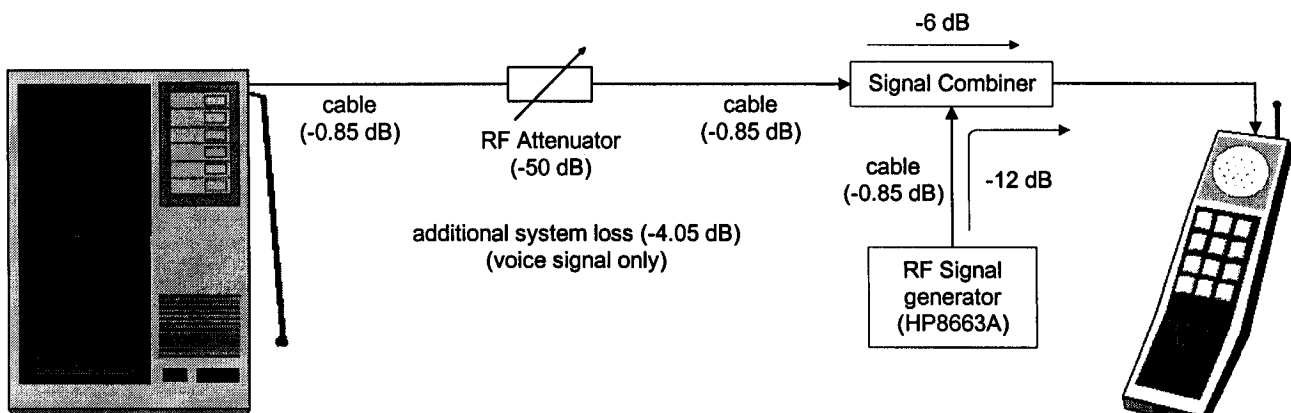 -6 dB
cable
(-0.85 dB)
RF Attenuator
(-50 dB)
cable
(-0.85 dB)
Signal Combiner
cable
(-0.85 dB)
-12 dB
additional system loss (-4.05 dB)
(voice signal only)
RF Signal
generator
(HP8663A)